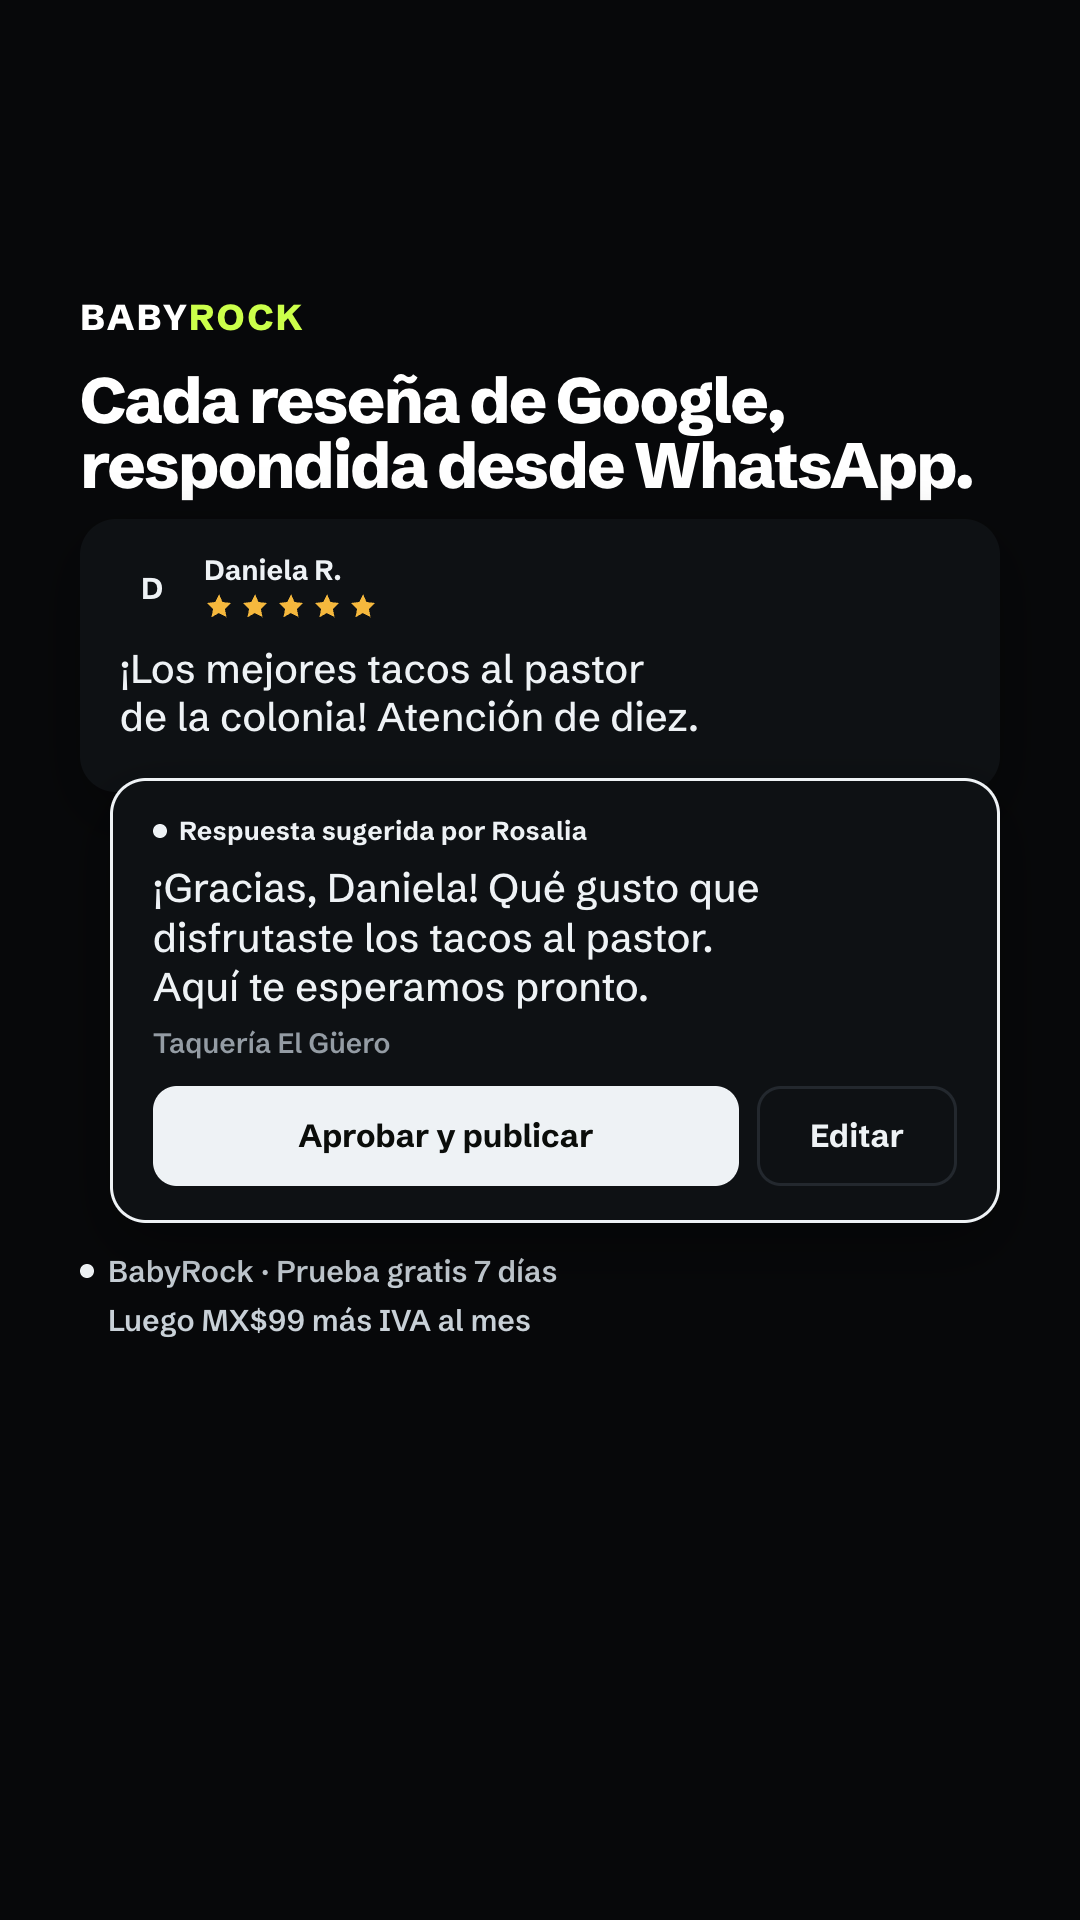 BABYROCK
Cada reseña de Google,
respondida desde WhatsApp.
D
Daniela R.
¡Los mejores tacos al pastor
de la colonia! Atención de diez.
Respuesta sugerida por Rosalia
¡Gracias, Daniela! Qué gusto que
disfrutaste los tacos al pastor.
Aquí te esperamos pronto.
Taquería El Güero
Aprobar y publicar
Editar
BabyRock · Prueba gratis 7 días
Luego MX$99 más IVA al mes